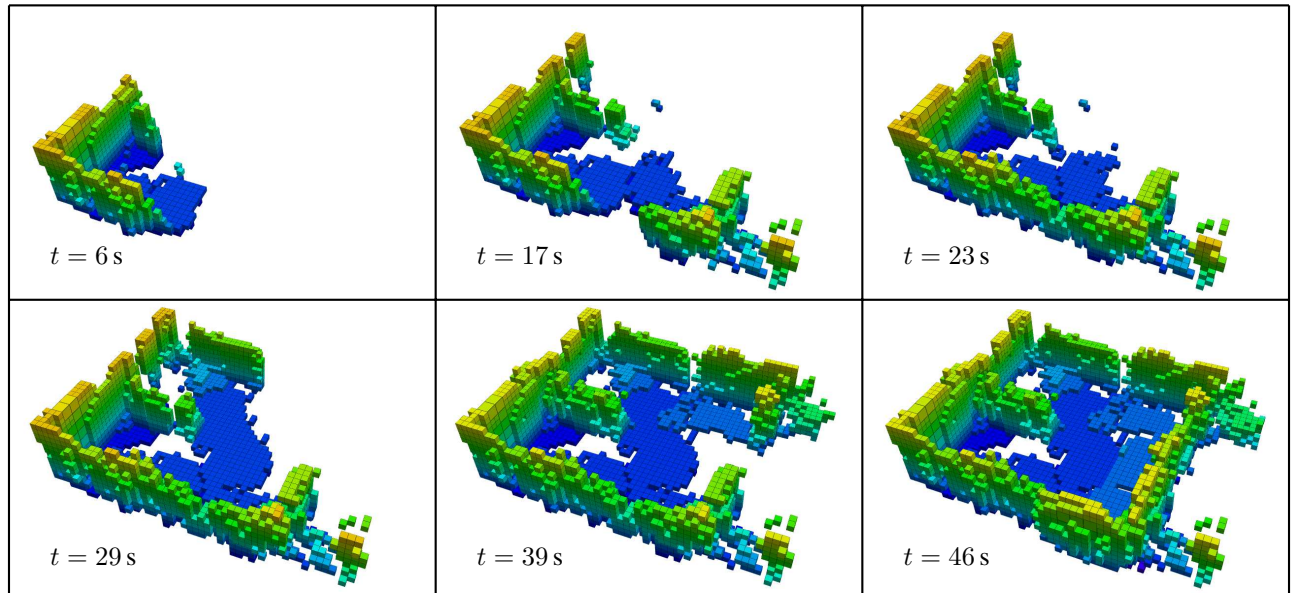 t = 6 s
t = 17 s
t = 23 s
t = 29 s
t = 39 s
t = 46 s